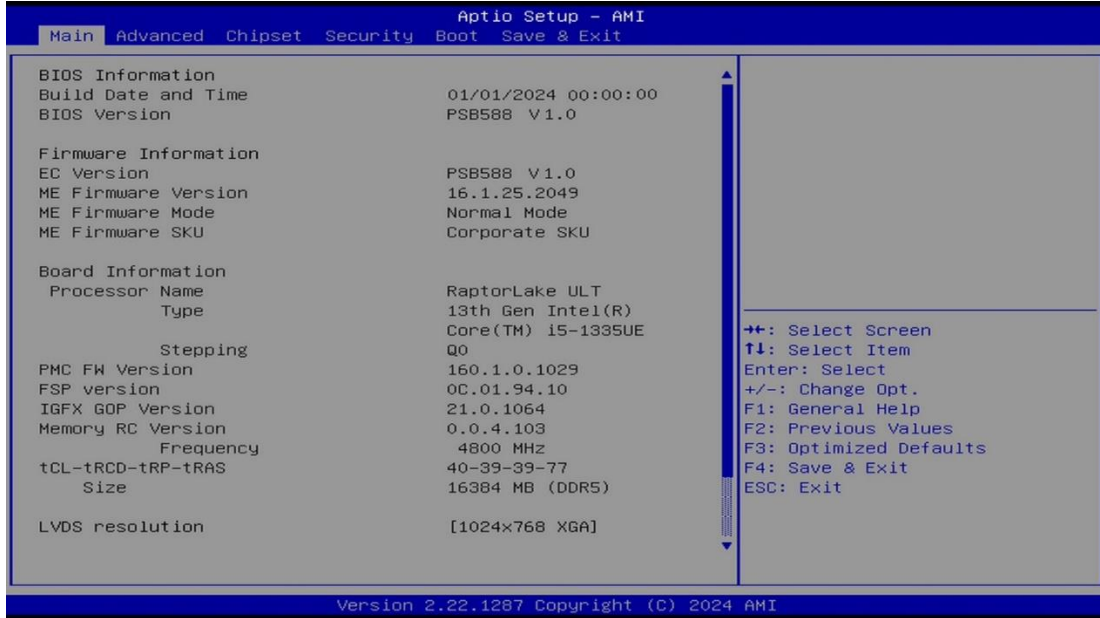 Aptio Setup – AMI
Main Advanced Chipset Security Boot Save & Exit
BIOS Information
Build Date and Time 01/01/2024 00:00:00
BIOS Version PSB588 V1.0
Firmware Information
EC Version PSB588 V1.0
ME Firmware Version 16.1.25.2049
ME Firmware Mode Normal Mode
ME Firmware SKU Corporate SKU
Board Information
Processor Name RaptorLake ULT
Type 13th Gen Intel(R)
Core(TM) i5-1335UE
Stepping Q0
PMC FW Version 160.1.0.1029
FSP version 0C.01.94.10
IGFX GOP Version 21.0.1064
Memory RC Version 0.0.4.103
Frequency 4800 MHz
tCL-tRCD-tRP-tRAS 40-39-39-77
Size 16384 MB (DDR5)
LVDS resolution [1024x768 XGA]
→←: Select Screen
↑↓: Select Item
Enter: Select
+/-: Change Opt.
F1: General Help
F2: Previous Values
F3: Optimized Defaults
F4: Save & Exit
ESC: Exit
Version 2.22.1287 Copyright (C) 2024 AMI